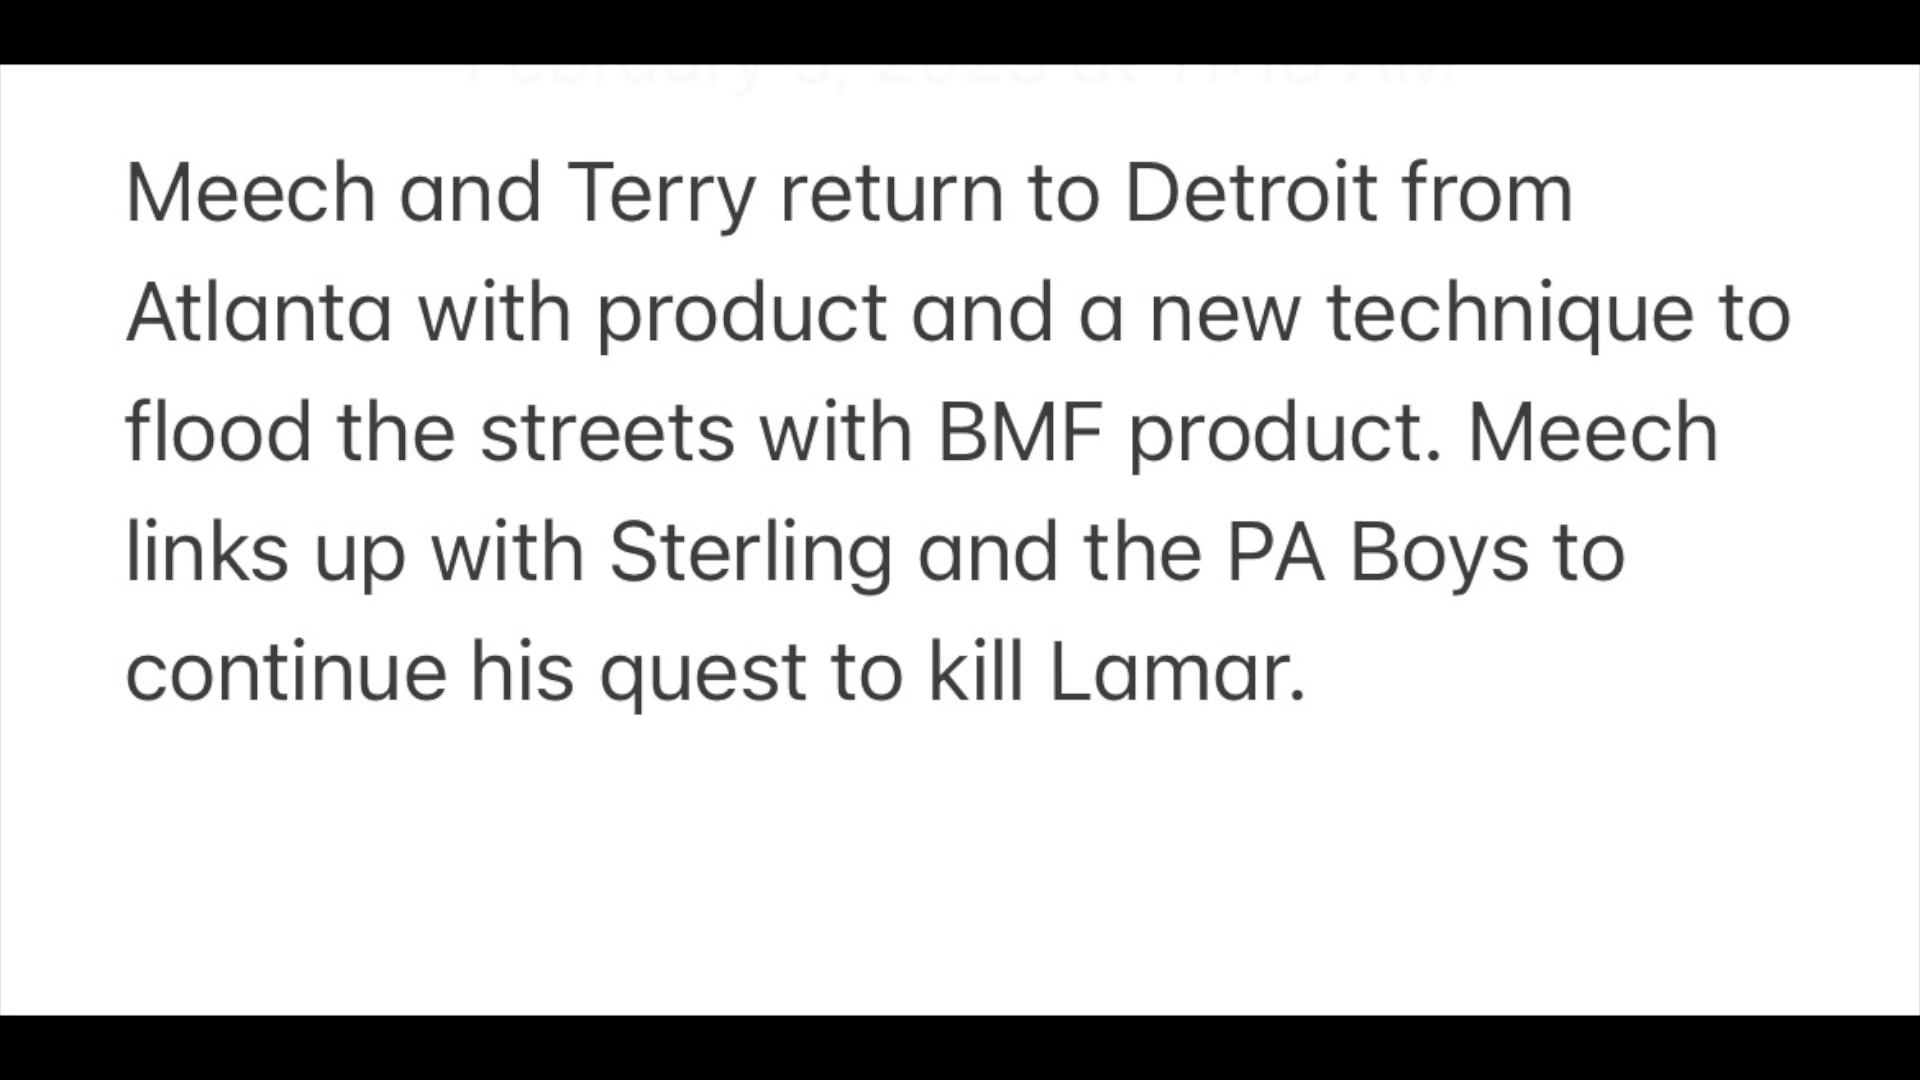 Meech and Terry return to Detroit from
Atlanta with product and a new technique to
flood the streets with BMF product. Meech
links up with Sterling and the PA Boys to
continue his quest to kill Lamar.